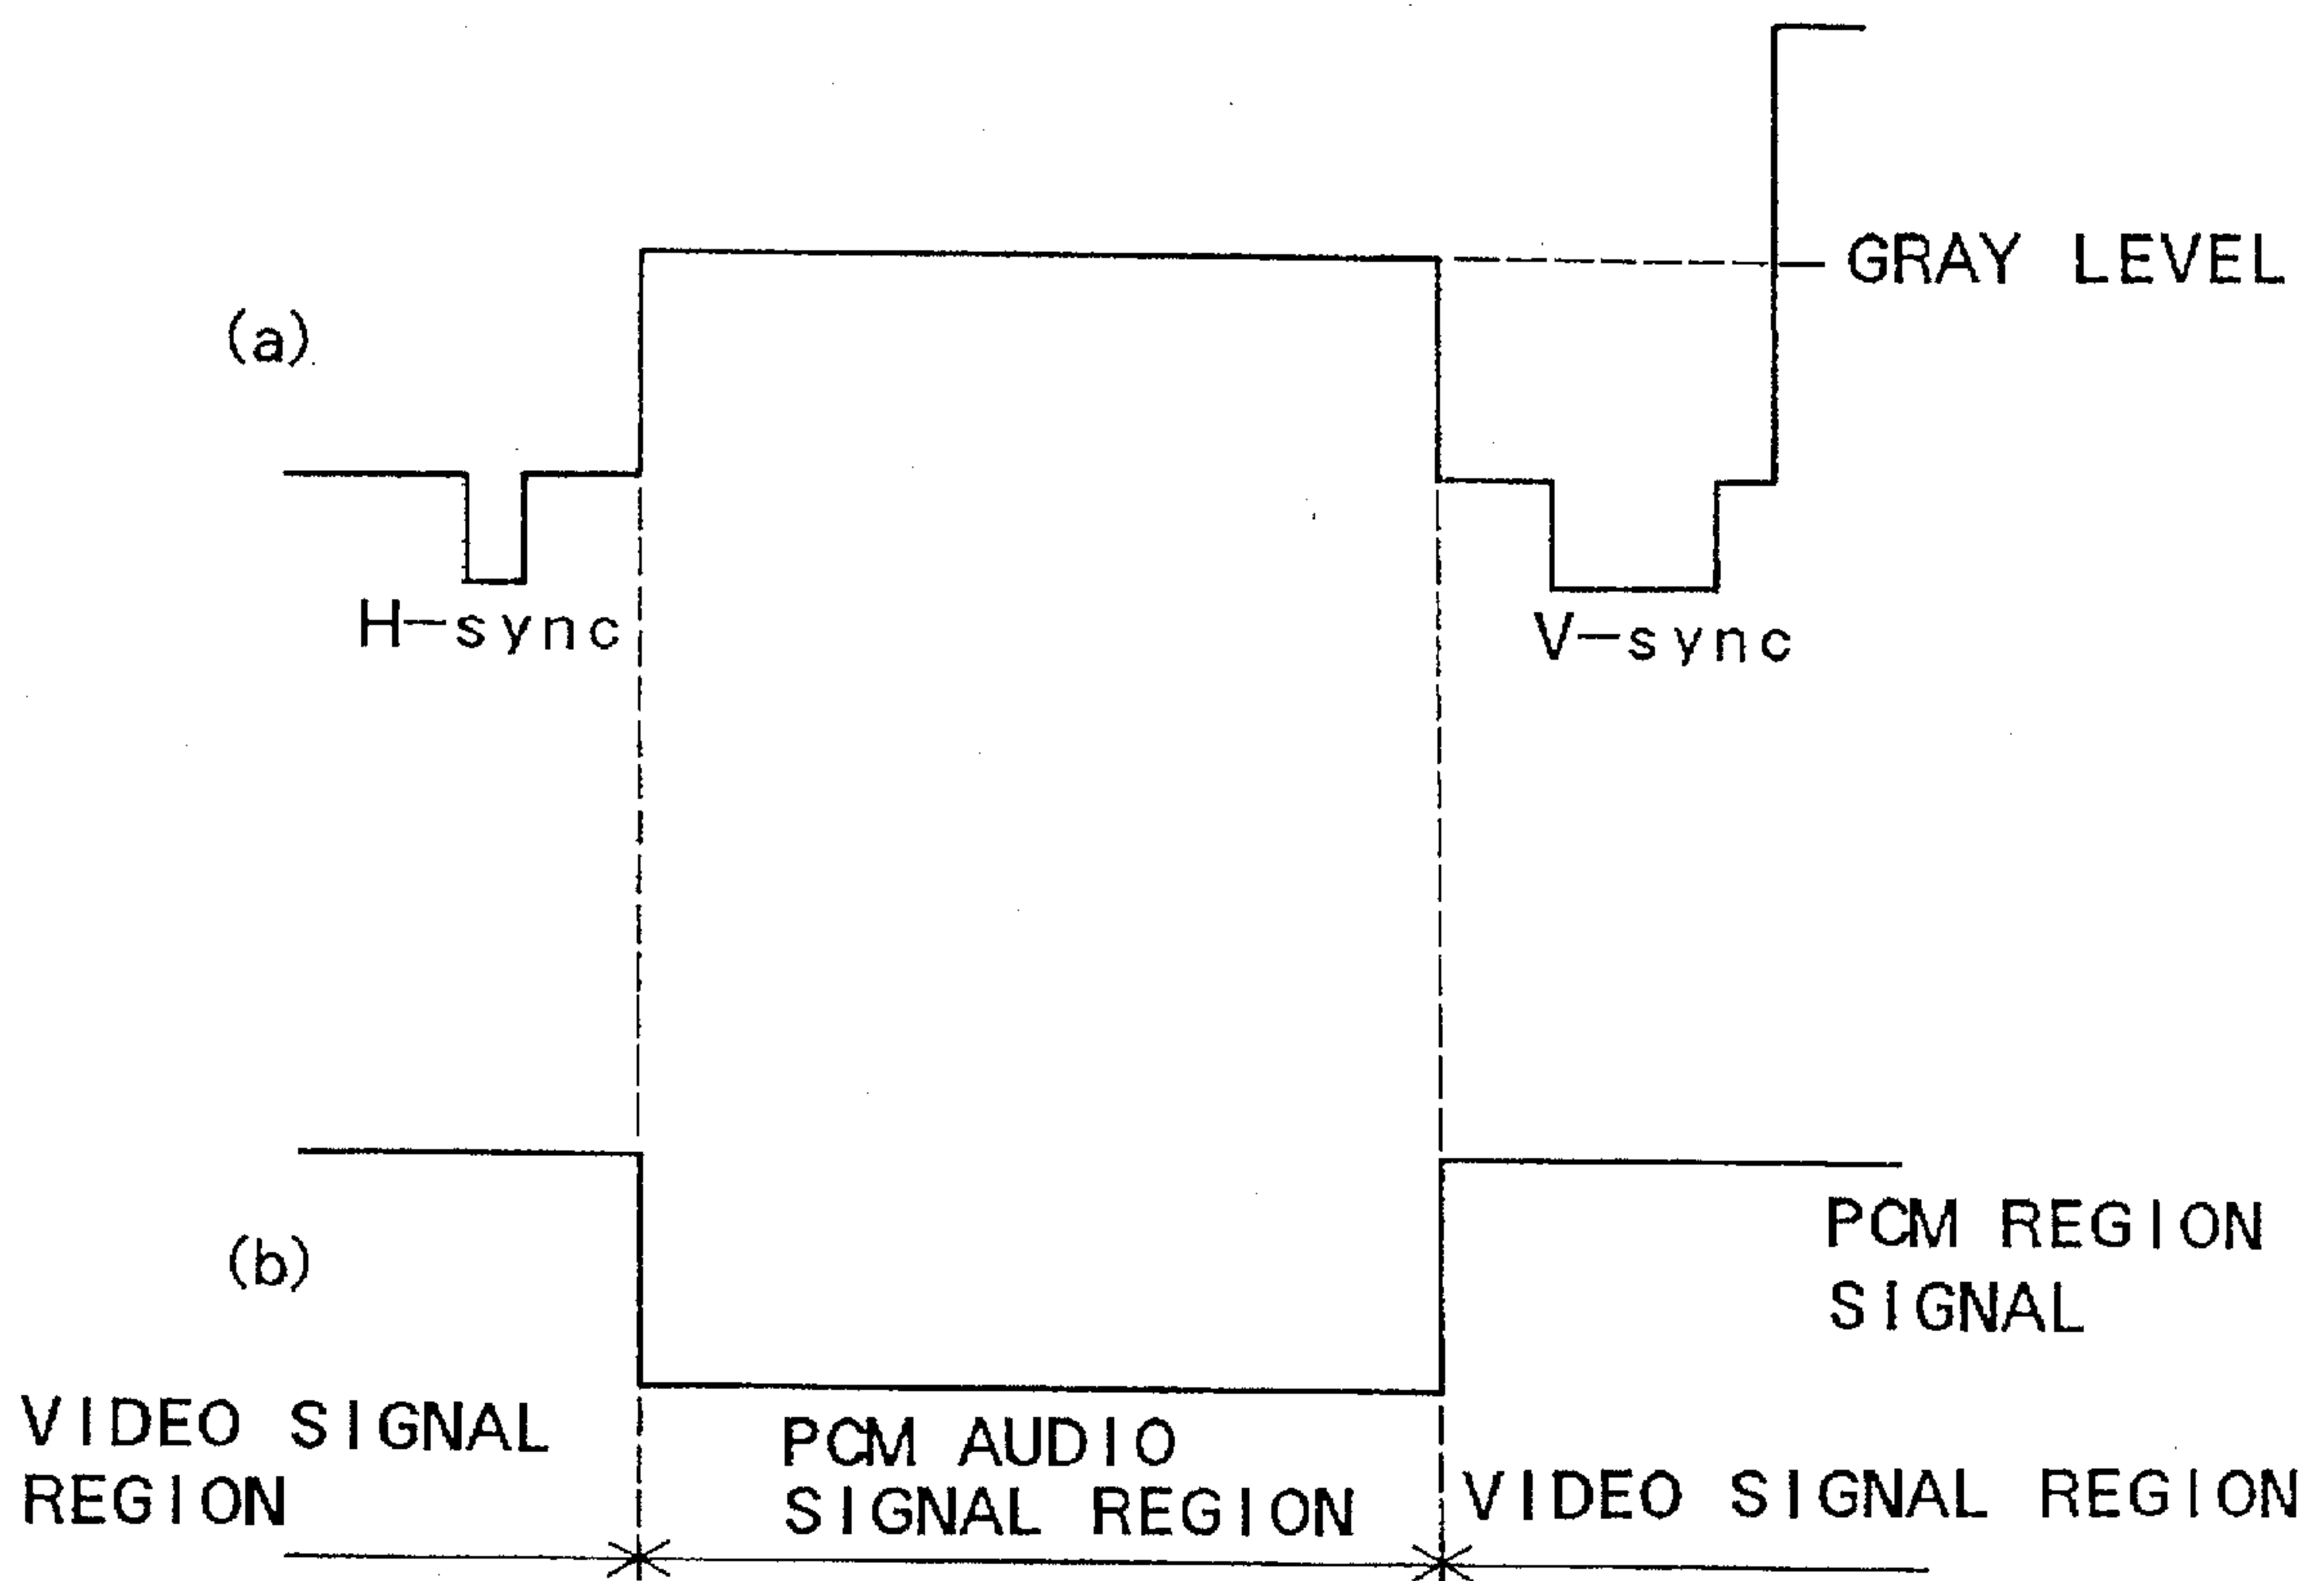 GRAY LEVEL
(a)
H-sync
V-sync
(b)
PCM REGION
SIGNAL
VIDEO SIGNAL
REGION
PCM AUDIO
SIGNAL REGION
VIDEO SIGNAL REGION